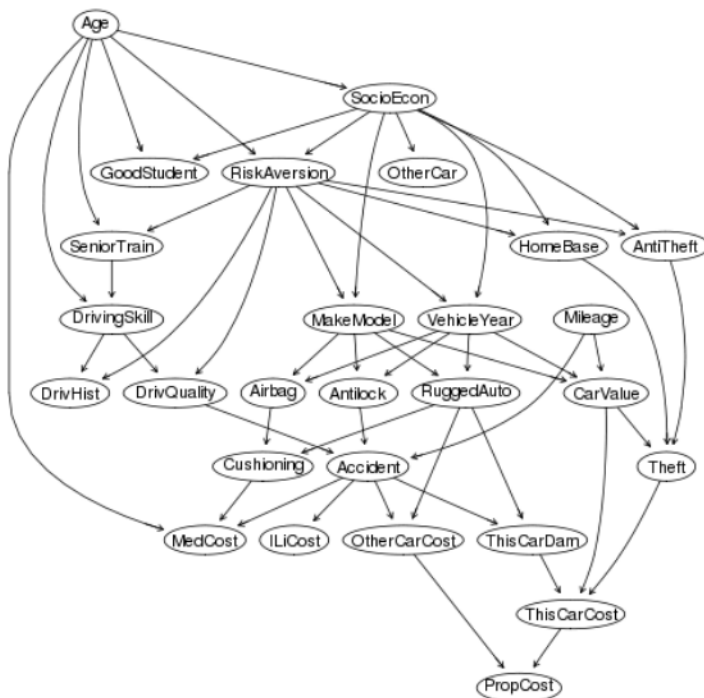 Age
SocioEcon
GoodStudent RiskAversion OtherCar
SeniorTrain HomeBase AntiTheft
DrivingSkill MakeModel VehicleYear Mileage
DrivHist DrivQuality Airbag Antilock RuggedAuto CarValue
Cushioning Accident Theft
MedCost ILiCost OtherCarCost ThisCarDam
ThisCarCost
PropCost